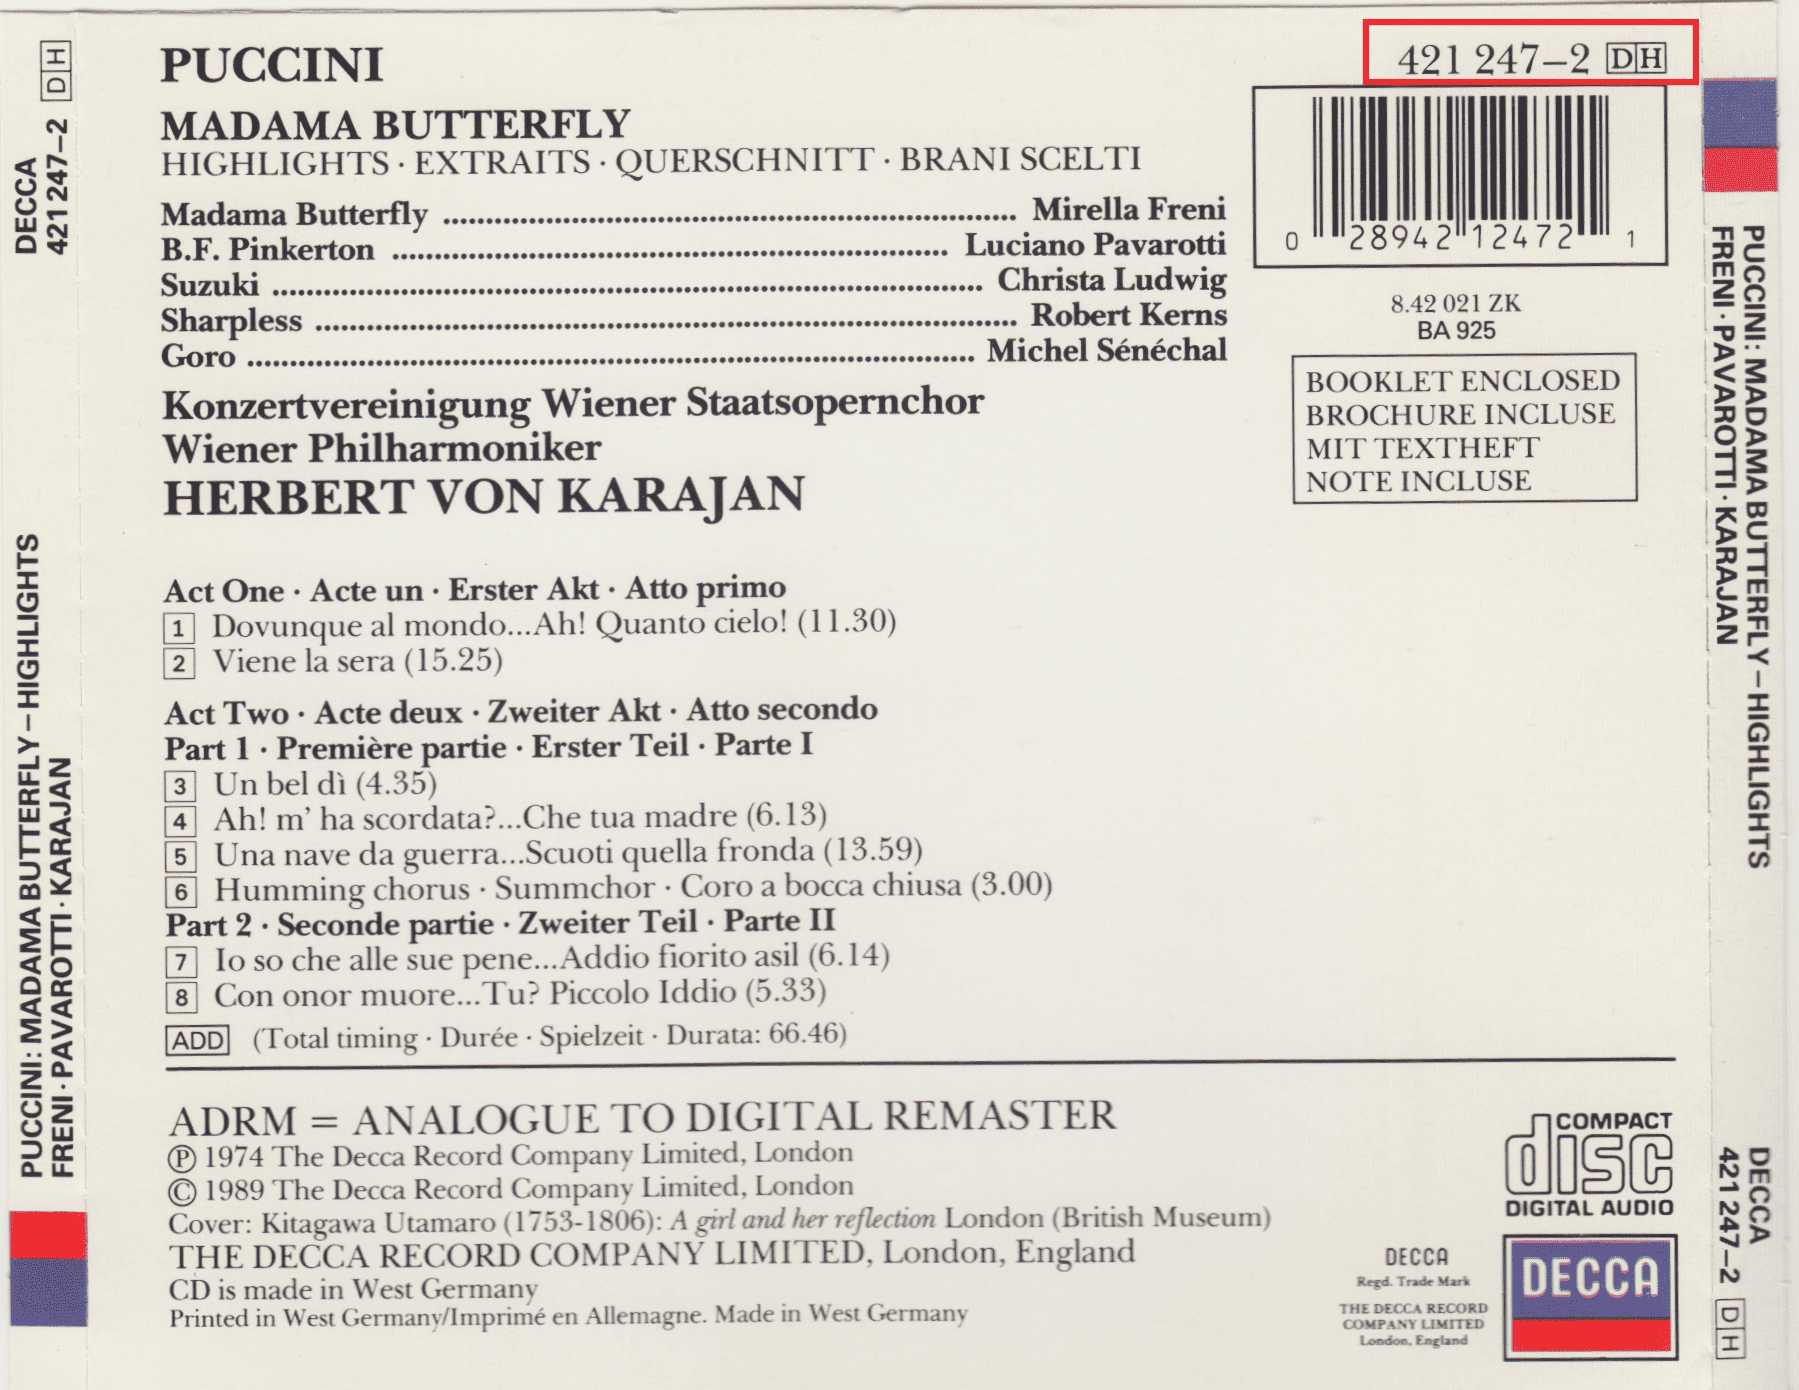 PUCCINI
MADAMA BUTTERFLY
HIGHLIGHTS · EXTRAITS · QUERSCHNITT · BRANI SCELTI
Madama Butterfly ........ Mirella Freni
B.F. Pinkerton ........ Luciano Pavarotti
Suzuki ........ Christa Ludwig
Sharpless ........ Robert Kerns
Goro ........ Michel Sénéchal
Konzertvereinigung Wiener Staatsopernchor
Wiener Philharmoniker
HERBERT VON KARAJAN
421 247–2 DH
0 28942 12472 1
8.42 021 ZK
BA 925
BOOKLET ENCLOSED
BROCHURE INCLUSE
MIT TEXTHEFT
NOTE INCLUSE
Act One · Acte un · Erster Akt · Atto primo
1 Dovunque al mondo...Ah! Quanto cielo! (11.30)
2 Viene la sera (15.25)
Act Two · Acte deux · Zweiter Akt · Atto secondo
Part 1 · Première partie · Erster Teil · Parte I
3 Un bel dì (4.35)
4 Ah! m' ha scordata?...Che tua madre (6.13)
5 Una nave da guerra...Scuoti quella fronda (13.59)
6 Humming chorus · Summchor · Coro a bocca chiusa (3.00)
Part 2 · Seconde partie · Zweiter Teil · Parte II
7 Io so che alle sue pene...Addio fiorito asil (6.14)
8 Con onor muore...Tu? Piccolo Iddio (5.33)
ADD (Total timing · Durée · Spielzeit · Durata: 66.46)
ADRM = ANALOGUE TO DIGITAL REMASTER
℗ 1974 The Decca Record Company Limited, London
© 1989 The Decca Record Company Limited, London
Cover: Kitagawa Utamaro (1753-1806): A girl and her reflection London (British Museum)
THE DECCA RECORD COMPANY LIMITED, London, England
CD is made in West Germany
Printed in West Germany/Imprimé en Allemagne. Made in West Germany
COMPACT
disc
DIGITAL AUDIO
DECCA
Regd. Trade Mark
THE DECCA RECORD
COMPANY LIMITED
London, England
DECCA
PUCCINI: MADAMA BUTTERFLY – HIGHLIGHTS
FRENI · PAVAROTTI · KARAJAN
DECCA
421 247–2 DH
PUCCINI: MADAMA BUTTERFLY – HIGHLIGHTS
FRENI · PAVAROTTI · KARAJAN
DECCA
421 247–2 DH